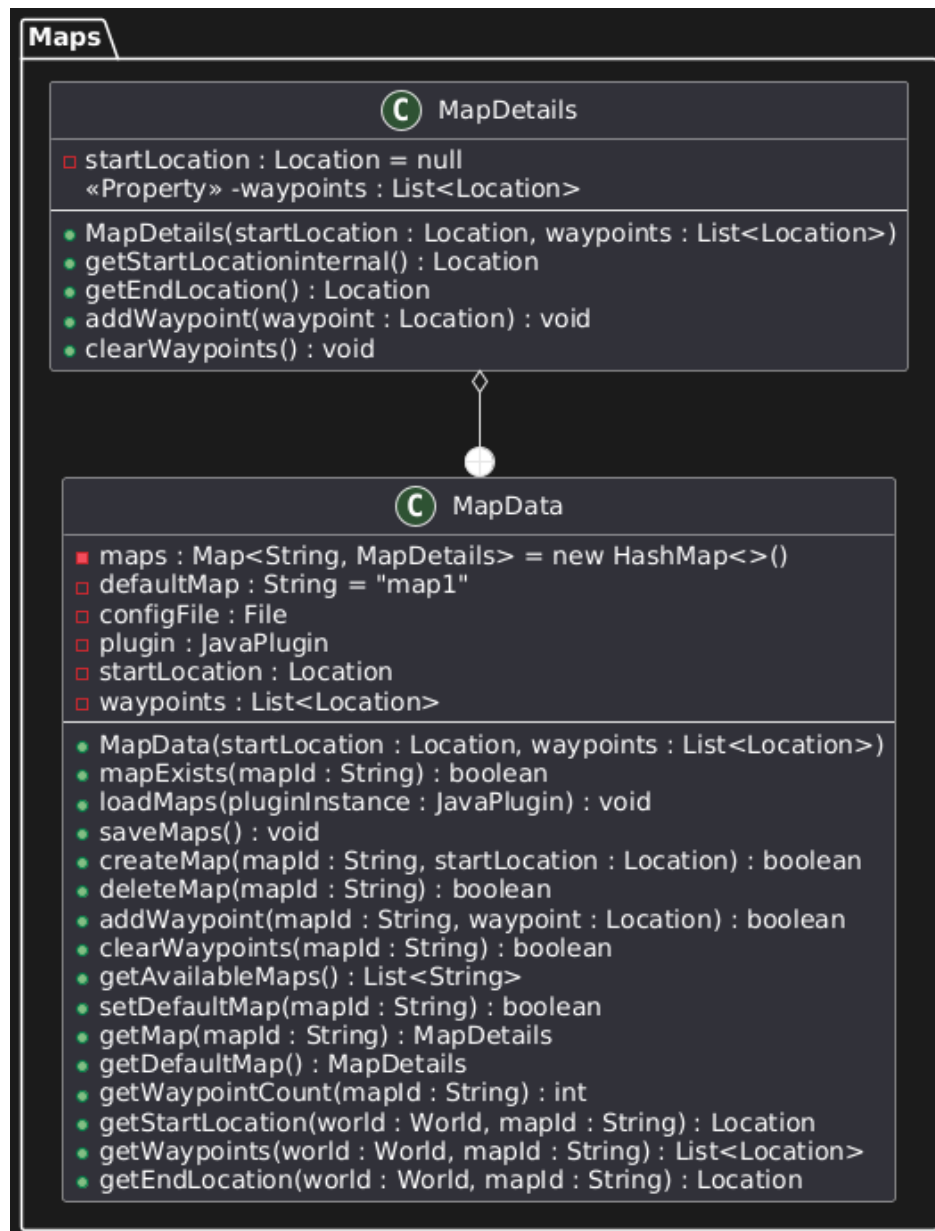 Maps
C MapDetails
startLocation : Location = null
«Property» -waypoints : List<Location>
MapDetails(startLocation : Location, waypoints : List<Location>)
getStartLocationinternal() : Location
getEndLocation() : Location
addWaypoint(waypoint : Location) : void
clearWaypoints() : void
C MapData
maps : Map<String, MapDetails> = new HashMap<>()
defaultMap : String = "map1"
configFile : File
plugin : JavaPlugin
startLocation : Location
waypoints : List<Location>
MapData(startLocation : Location, waypoints : List<Location>)
mapExists(mapId : String) : boolean
loadMaps(pluginInstance : JavaPlugin) : void
saveMaps() : void
createMap(mapId : String, startLocation : Location) : boolean
deleteMap(mapId : String) : boolean
addWaypoint(mapId : String, waypoint : Location) : boolean
clearWaypoints(mapId : String) : boolean
getAvailableMaps() : List<String>
setDefaultMap(mapId : String) : boolean
getMap(mapId : String) : MapDetails
getDefaultMap() : MapDetails
getWaypointCount(mapId : String) : int
getStartLocation(world : World, mapId : String) : Location
getWaypoints(world : World, mapId : String) : List<Location>
getEndLocation(world : World, mapId : String) : Location